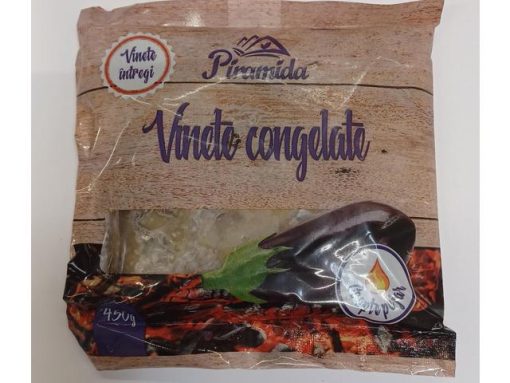 Vinete
întregi
Piramida
Vinete congelate
450g